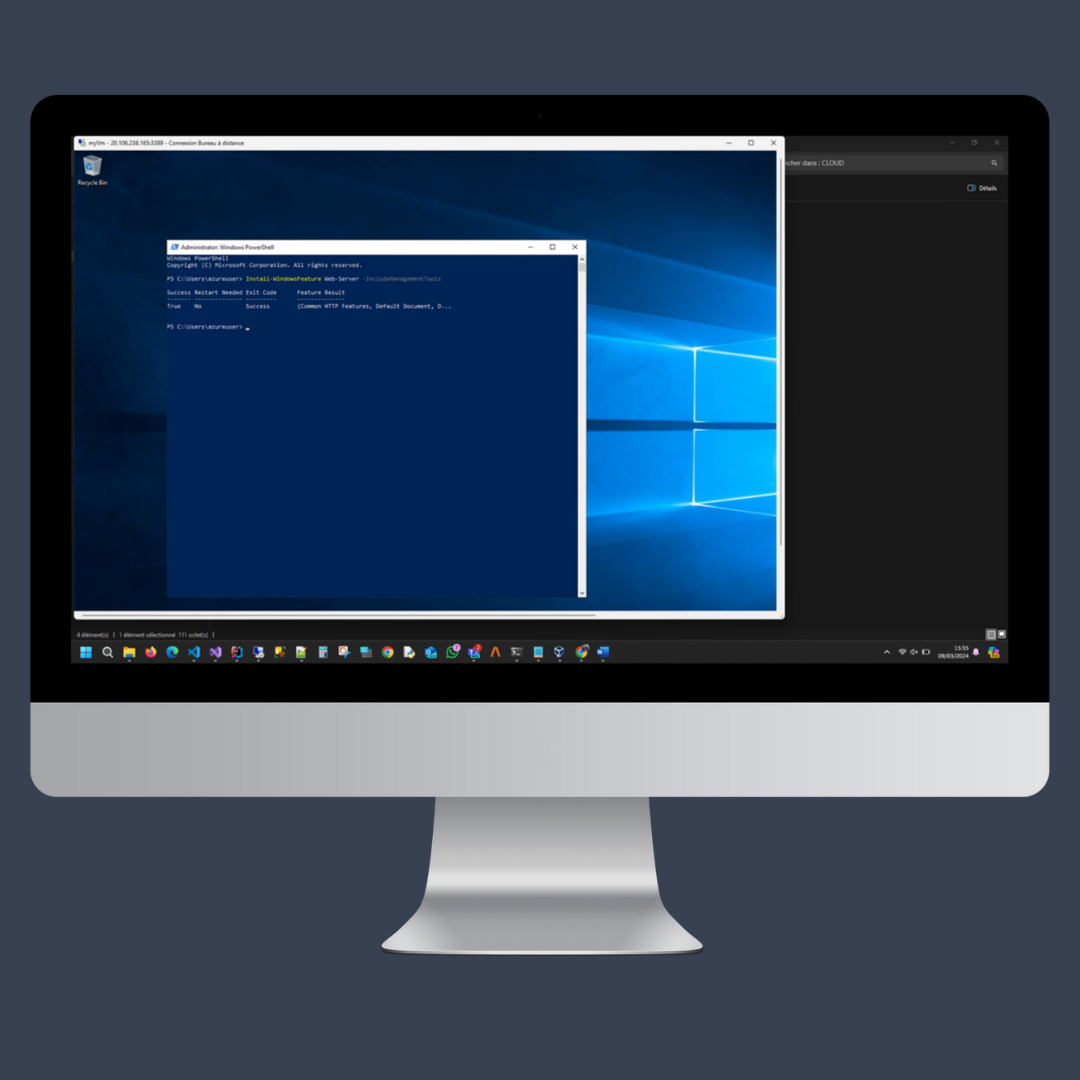 myVm - 20.106.238.165:3389 - Connexion Bureau à distance
rcher dans : CLOUD
Recycle Bin
Détails
Administrator: Windows PowerShell
Windows PowerShell
Copyright (C) Microsoft Corporation. All rights reserved.
PS C:\Users\azureuser> Install-WindowsFeature Web-Server -IncludeManagementTools
Success Restart Needed Exit Code      Feature Result
------- -------------- ---------      --------------
True    No             Success        {Common HTTP Features, Default Document, D...
PS C:\Users\azureuser> _
4 élément(s) | 1 élément sélectionné 111 octet(s) |
15:55
09/03/2024